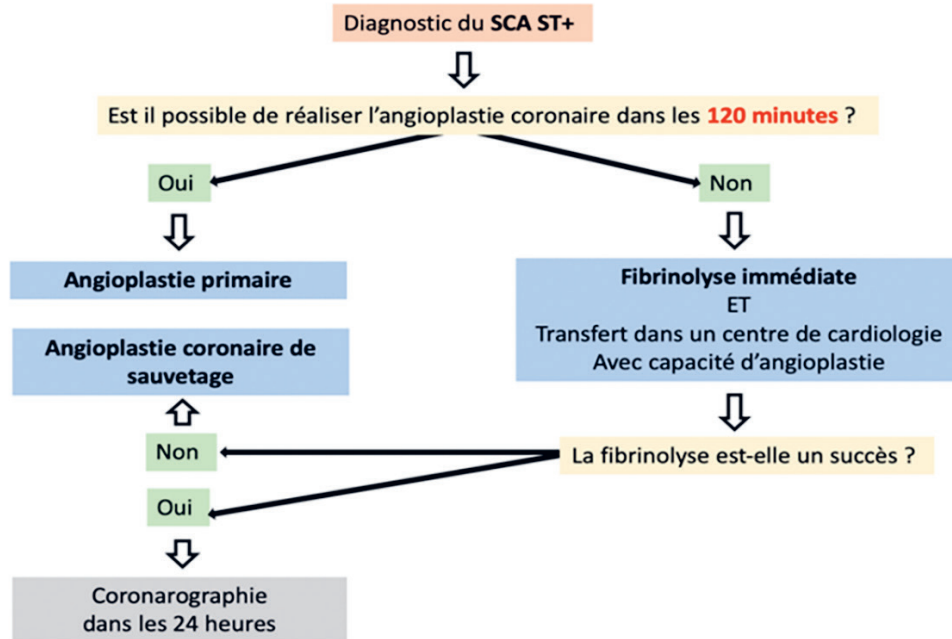 Diagnostic du SCA ST+
Est il possible de réaliser l’angioplastie coronaire dans les 120 minutes ?
Oui
Non
Angioplastie primaire
Fibrinolyse immédiate
ET
Transfert dans un centre de cardiologie
Avec capacité d’angioplastie
Angioplastie coronaire de
sauvetage
Non
La fibrinolyse est-elle un succès ?
Oui
Coronarographie
dans les 24 heures